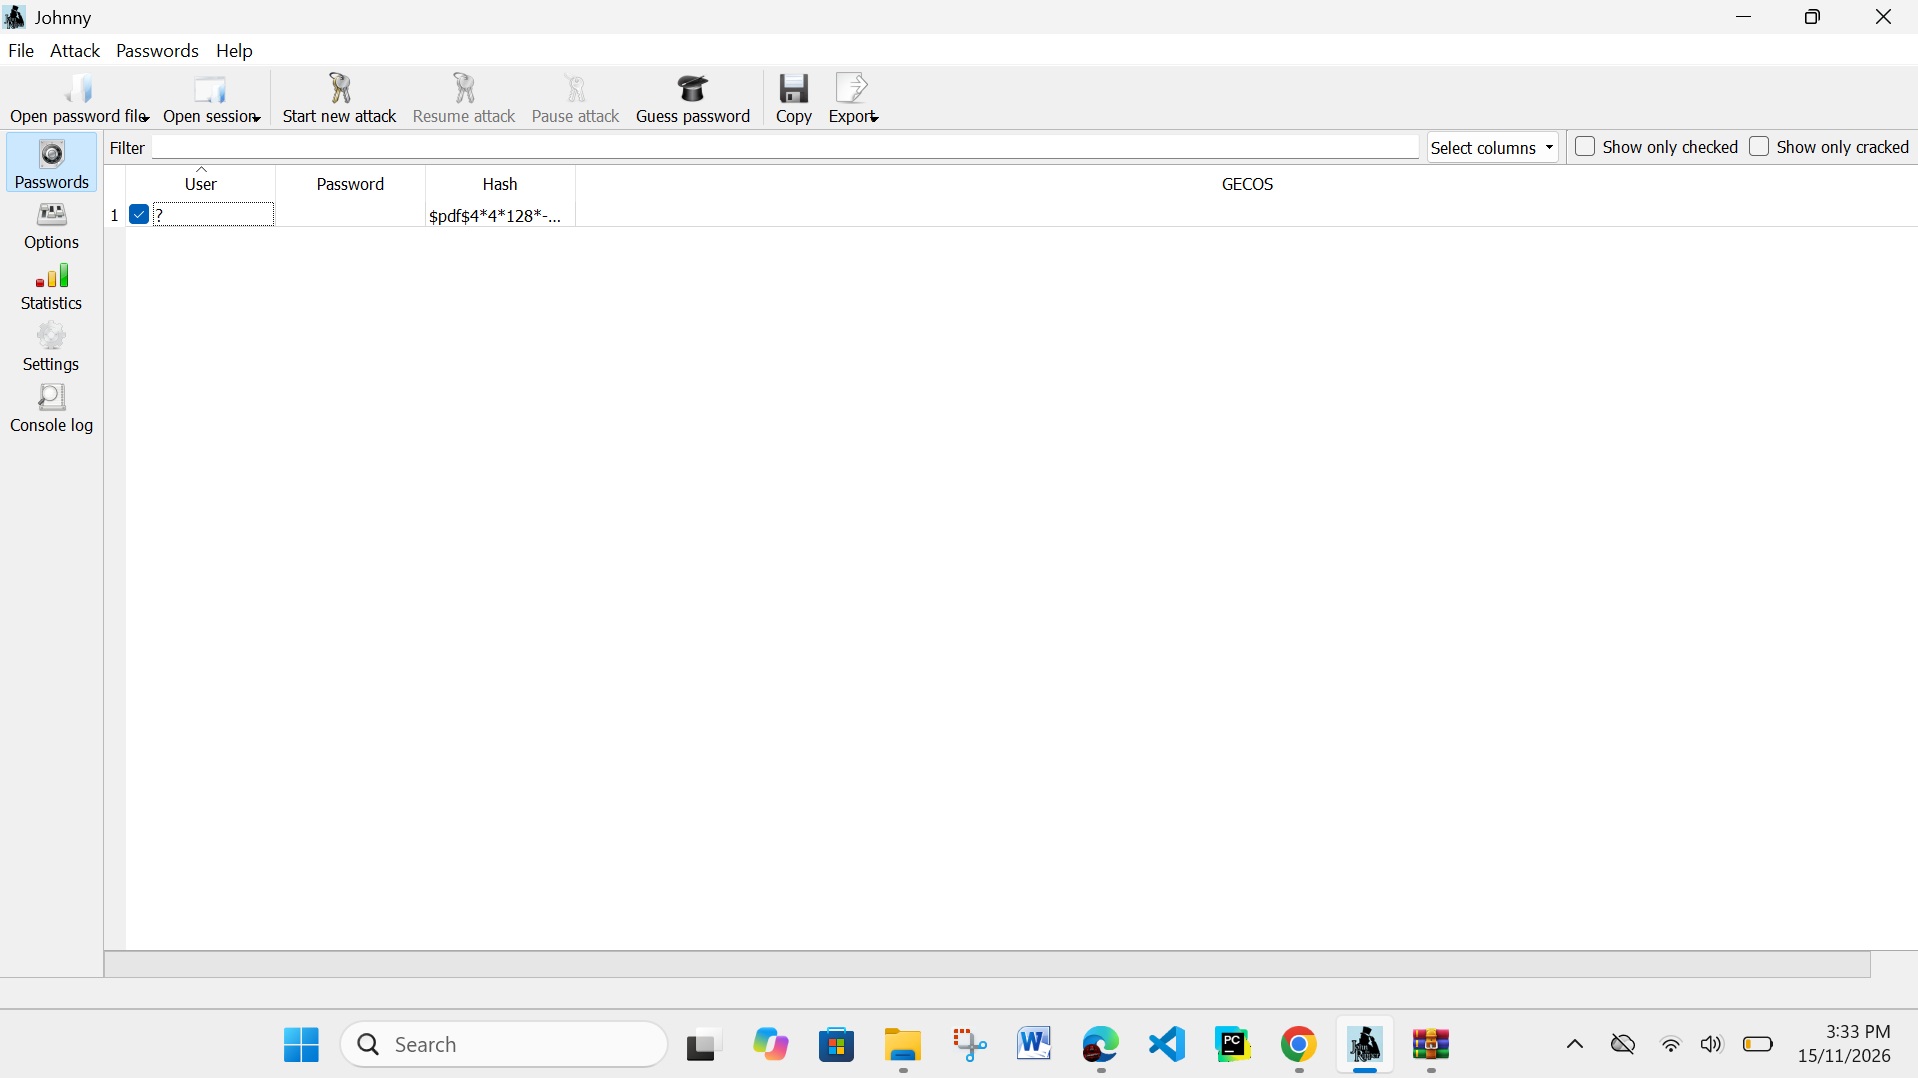 Johnny
File Attack Passwords Help
Open password file Open session Start new attack Resume attack Pause attack Guess password Copy Export
Passwords
Filter Select columns Show only checked Show only cracked
User Password Hash GECOS
1 ? $pdf$4*4*128*-...
Options
Statistics
Settings
Console log
Search
3:33 PM
15/11/2026